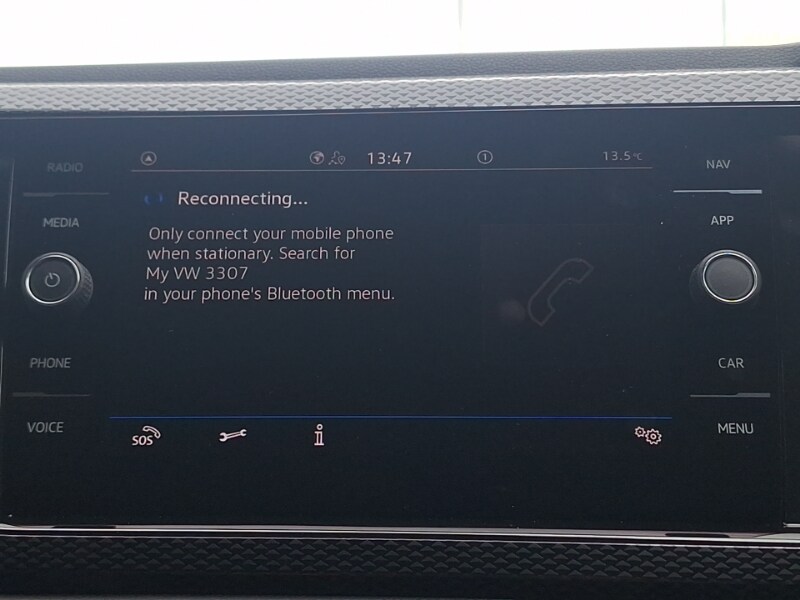 RADIO
MEDIA
PHONE
VOICE
13:47
1
13.5°C
Reconnecting...
Only connect your mobile phone
when stationary. Search for
My VW 3307
in your phone's Bluetooth menu.
SOS
i
NAV
APP
CAR
MENU